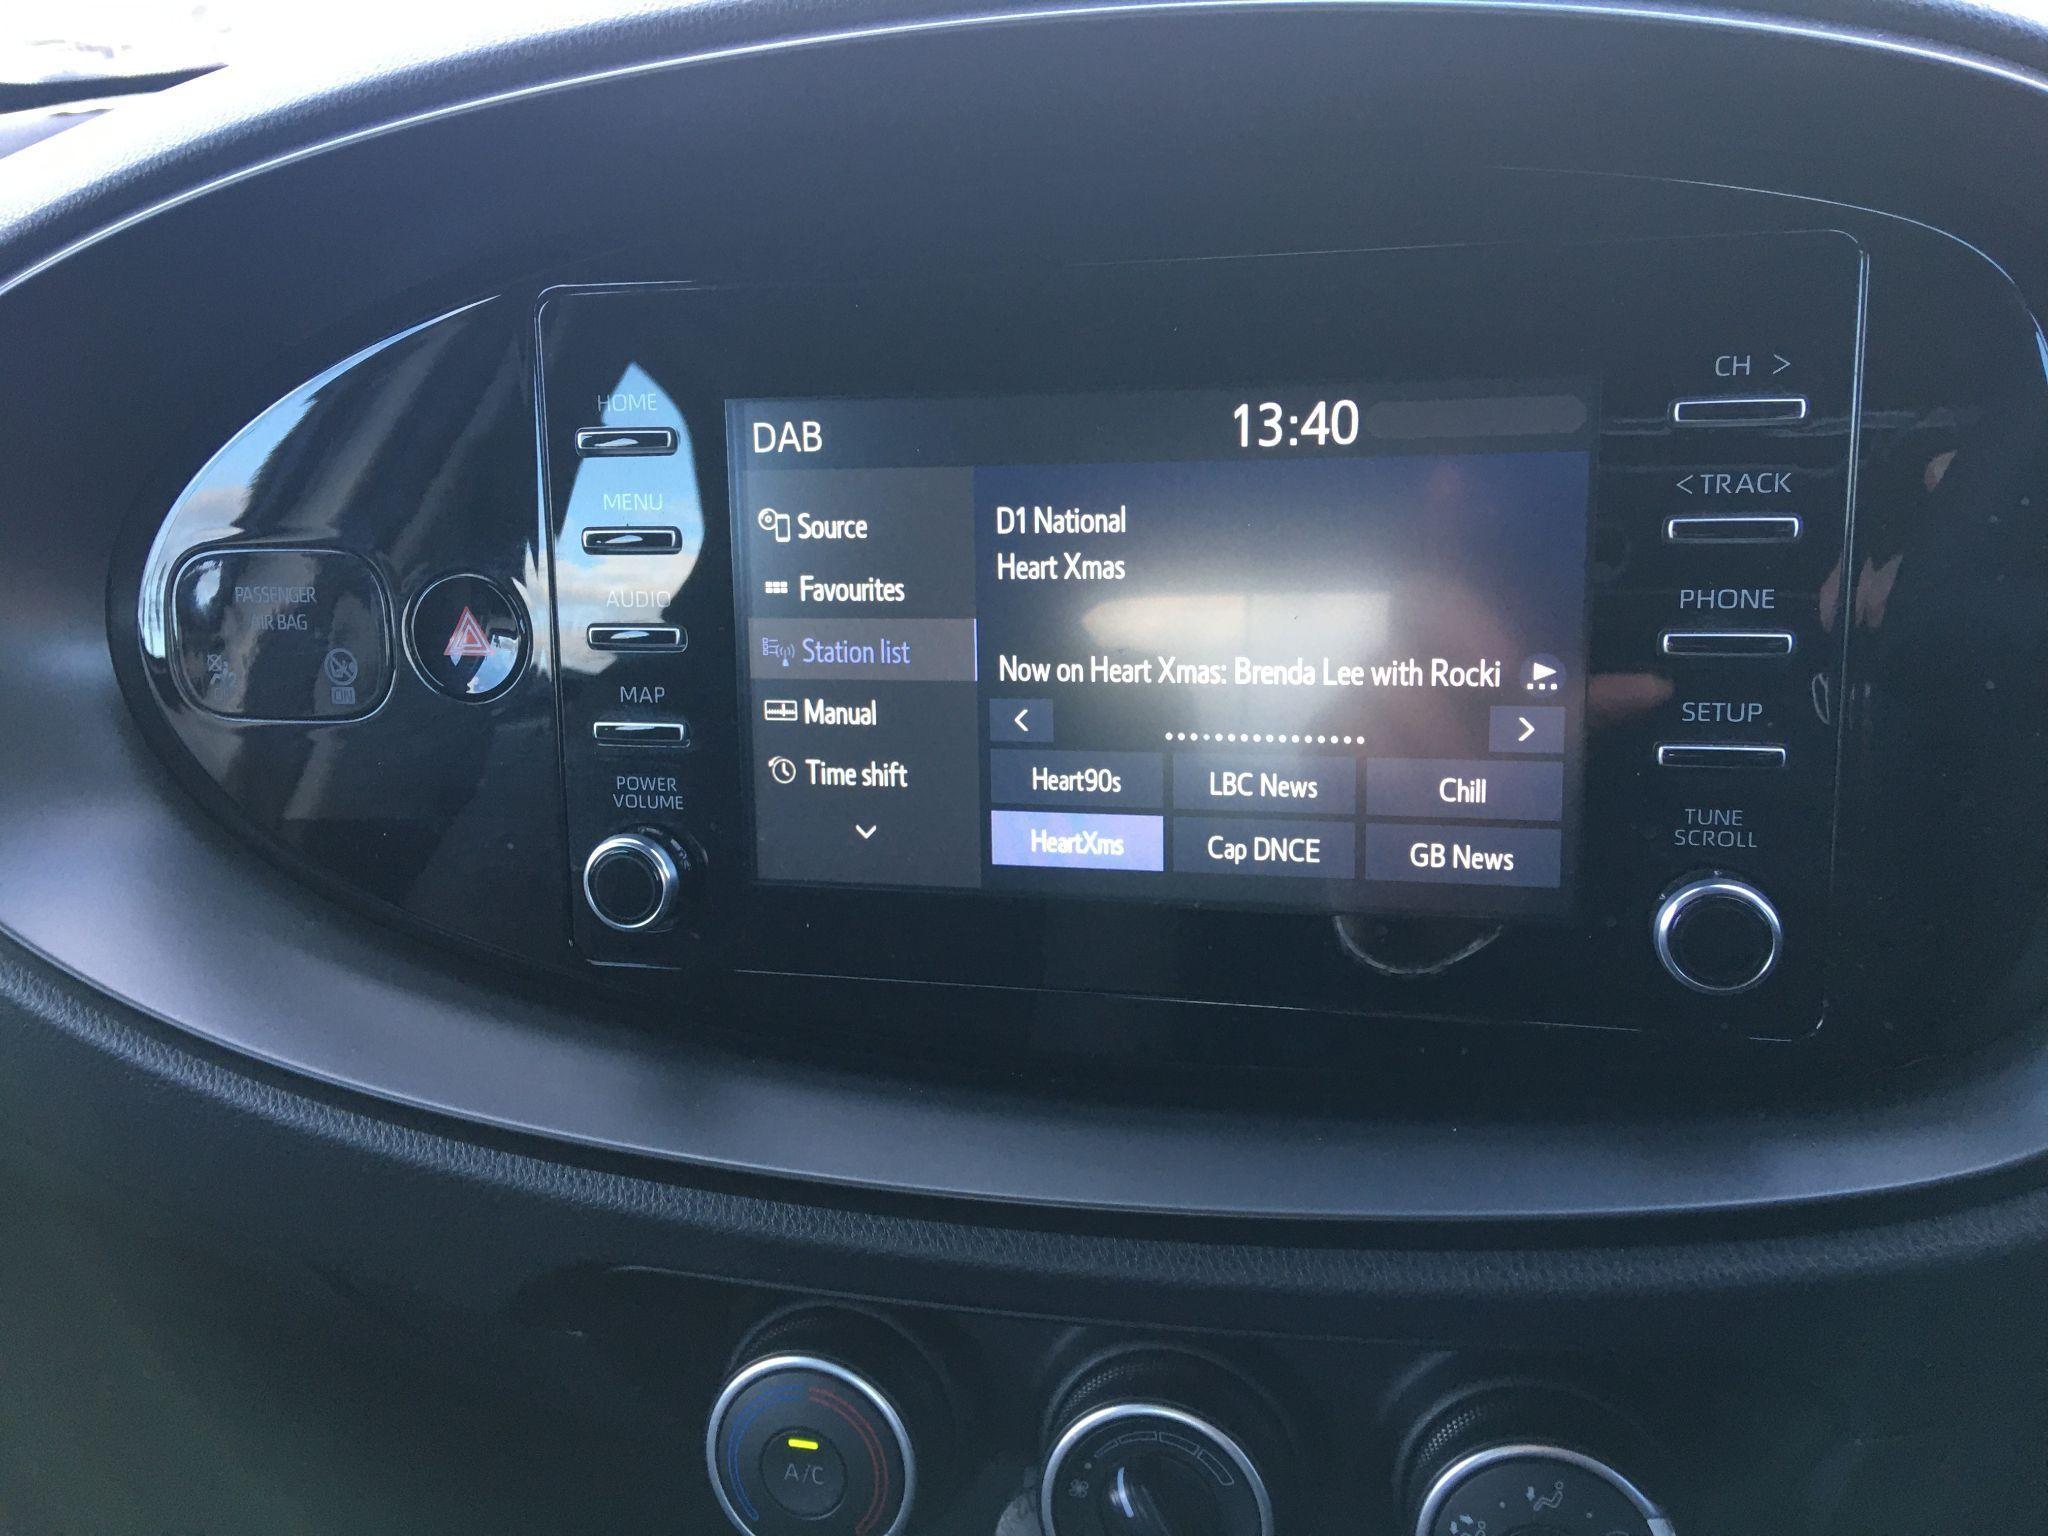 HOME
MENU
AUDIO
MAP
POWER
VOLUME
PASSENGER
AIR BAG
ON
DAB
13:40
Source
Favourites
Station list
Manual
Time shift
D1 National
Heart Xmas
Now on Heart Xmas: Brenda Lee with Rocki
Heart90s
LBC News
Chill
HeartXms
Cap DNCE
GB News
CH >
< TRACK
PHONE
SETUP
TUNE
SCROLL
A/C